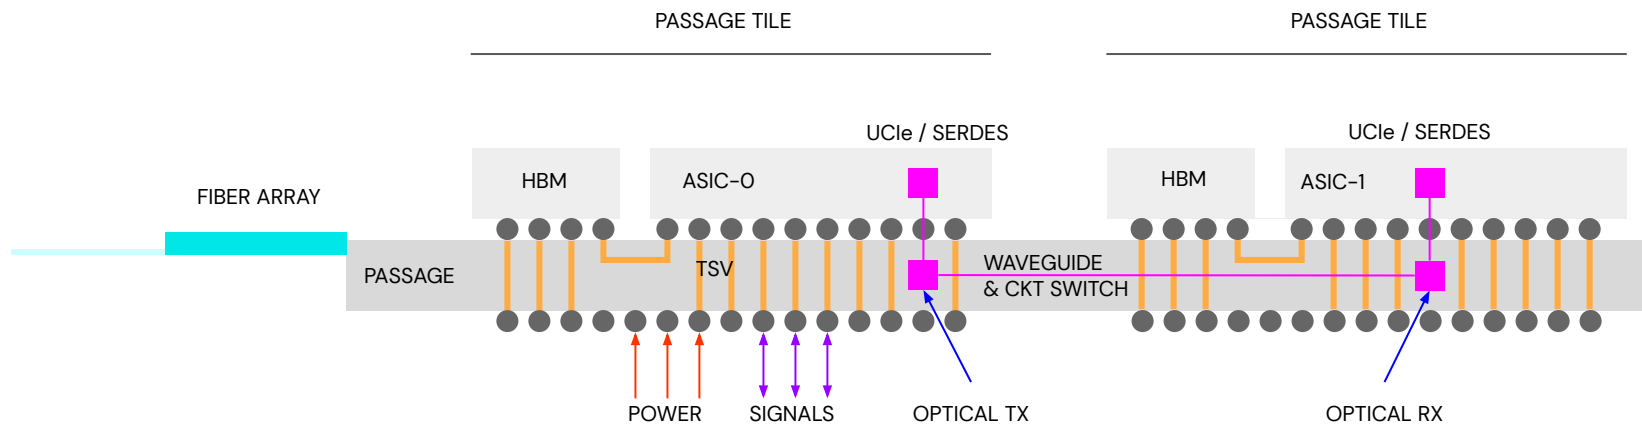 PASSAGE TILE
PASSAGE TILE
UCIe / SERDES
UCIe / SERDES
HBM
ASIC-0
HBM
ASIC-1
FIBER ARRAY
PASSAGE
TSV
WAVEGUIDE
& CKT SWITCH
POWER
SIGNALS
OPTICAL TX
OPTICAL RX